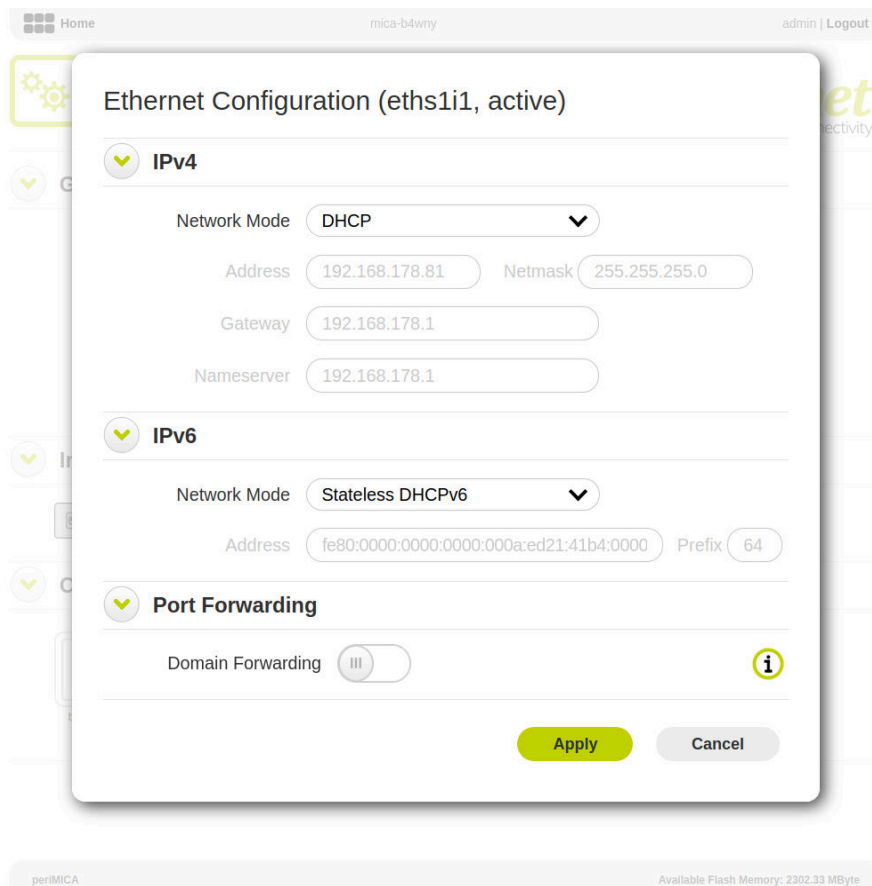 Home mica-b4wny admin | Logout
Ethernet Configuration (eths1i1, active)
IPv4
Network Mode DHCP
Address 192.168.178.81 Netmask 255.255.255.0
Gateway 192.168.178.1
Nameserver 192.168.178.1
IPv6
Network Mode Stateless DHCPv6
Address fe80:0000:0000:0000:000a:ed21:41b4:0000 Prefix 64
Port Forwarding
Domain Forwarding
Apply Cancel
periMICA Available Flash Memory: 2302.33 MByte